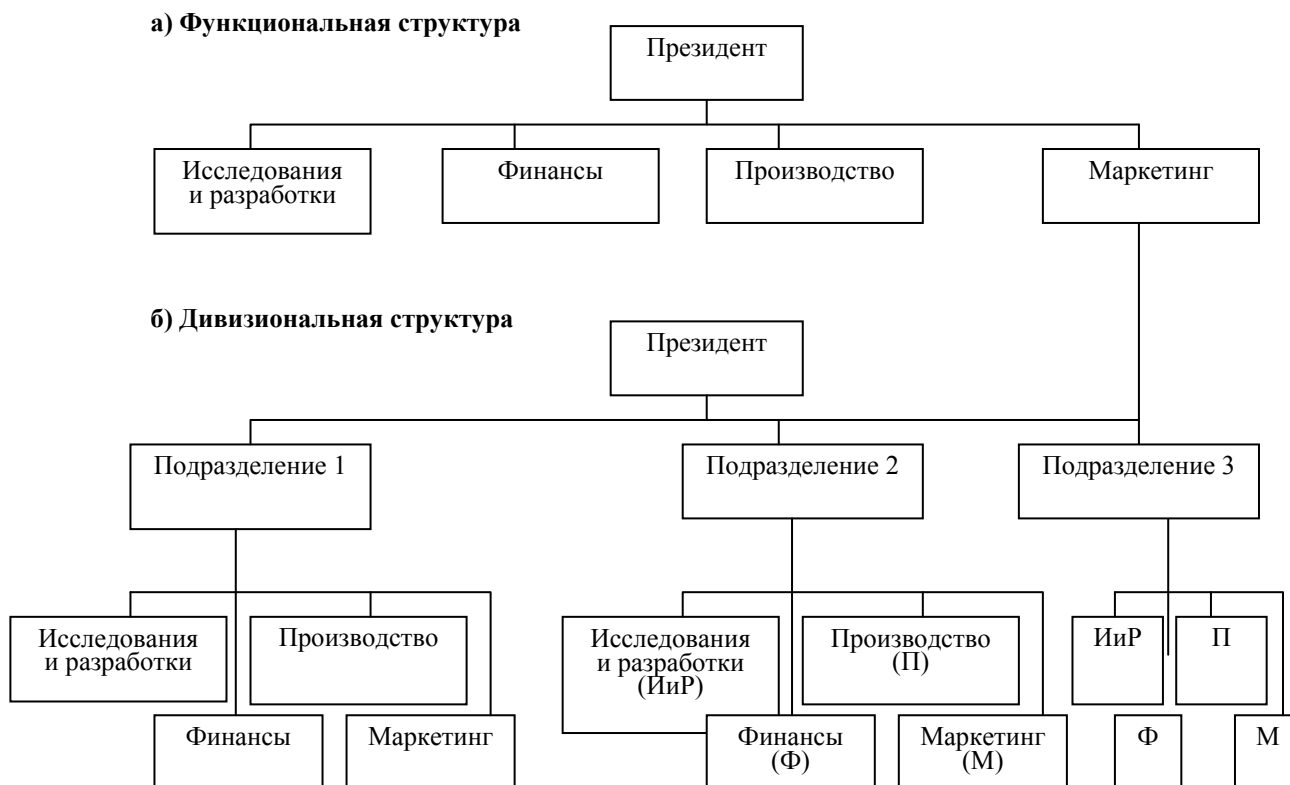 а) Функциональная структура
Президент
Исследования
и разработки
Финансы
Производство
Маркетинг
б) Дивизиональная структура
Президент
Подразделение 1
Подразделение 2
Подразделение 3
Исследования
и разработки
Производство
Финансы
Маркетинг
Исследования
и разработки
(ИиР)
Производство
(П)
Финансы
(Ф)
Маркетинг
(М)
ИиР
П
Ф
М